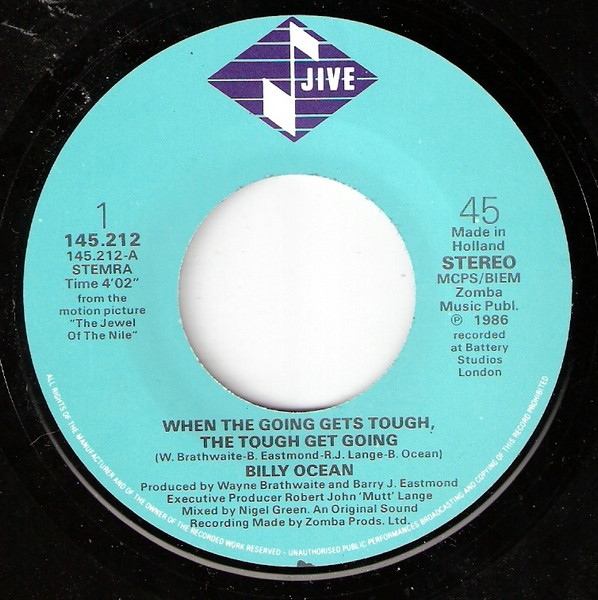 JIVE
1
145.212
145.212-A
STEMRA
Time 4'02"
from the
motion picture
"The Jewel
Of The Nile"
45
Made in
Holland
STEREO
MCPS/BIEM
Zomba
Music Publ.
℗ 1986
recorded
at Battery
Studios
London
WHEN THE GOING GETS TOUGH,
THE TOUGH GET GOING
(W. Brathwaite-B. Eastmond-R.J. Lange-B. Ocean)
BILLY OCEAN
Produced by Wayne Brathwaite and Barry J. Eastmond
Executive Producer Robert John 'Mutt' Lange
Mixed by Nigel Green. An Original Sound
Recording Made by Zomba Prods. Ltd.
ALL RIGHTS OF THE MANUFACTURER AND OF THE OWNER OF THE RECORDED WORK RESERVED - UNAUTHORISED PUBLIC PERFORMANCES BROADCASTING AND COPYING OF THIS RECORD PROHIBITED